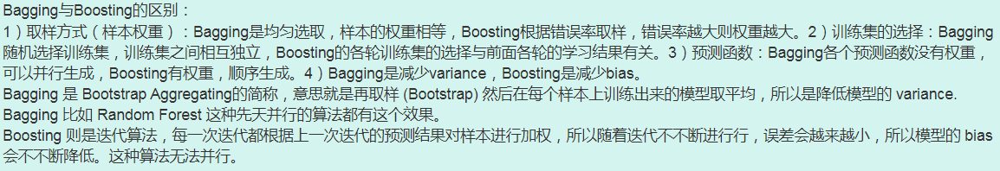 Bagging与Boosting的区别：
1）取样方式（样本权重）：Bagging是均匀选取，样本的权重相等，Boosting根据错误率取样，错误率越大则权重越大。2）训练集的选择：Bagging
随机选择训练集，训练集之间相互独立，Boosting的各轮训练集的选择与前面各轮的学习结果有关。3）预测函数：Bagging各个预测函数没有权重，
可以并行生成，Boosting有权重，顺序生成。4）Bagging是减少variance，Boosting是减少bias。
Bagging 是 Bootstrap Aggregating的简称，意思就是再取样 (Bootstrap) 然后在每个样本上训练出来的模型取平均，所以是降低模型的 variance.
Bagging 比如 Random Forest 这种先天并行的算法都有这个效果。
Boosting 则是迭代算法，每一次迭代都根据上一次迭代的预测结果对样本进行加权，所以随着迭代不不断进行行，误差会越来越小，所以模型的 bias
会不不断降低。这种算法无法并行。